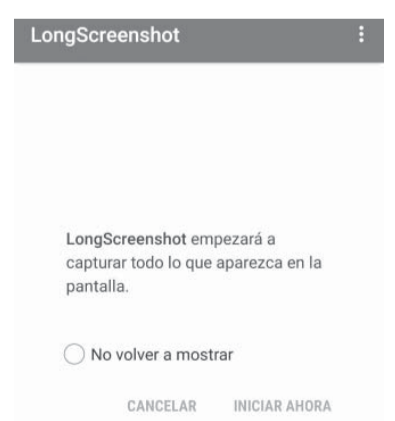 LongScreenshot
LongScreenshot empezará a
capturar todo lo que aparezca en la
pantalla.
No volver a mostrar
CANCELAR INICIAR AHORA